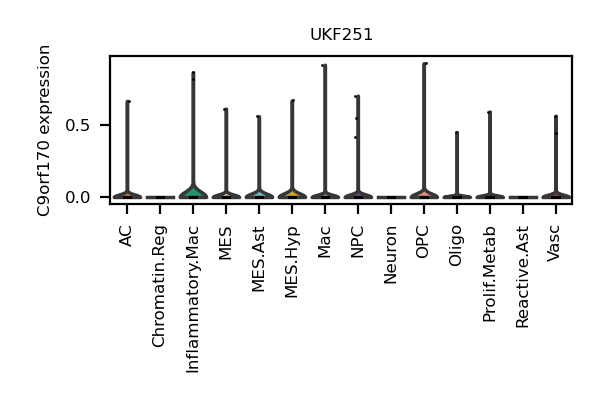 UKF251
C9orf170 expression
0.5
0.0
AC
Chromatin.Reg
Inflammatory.Mac
MES
MES.Ast
MES.Hyp
Mac
NPC
Neuron
OPC
Oligo
Prolif.Metab
Reactive.Ast
Vasc